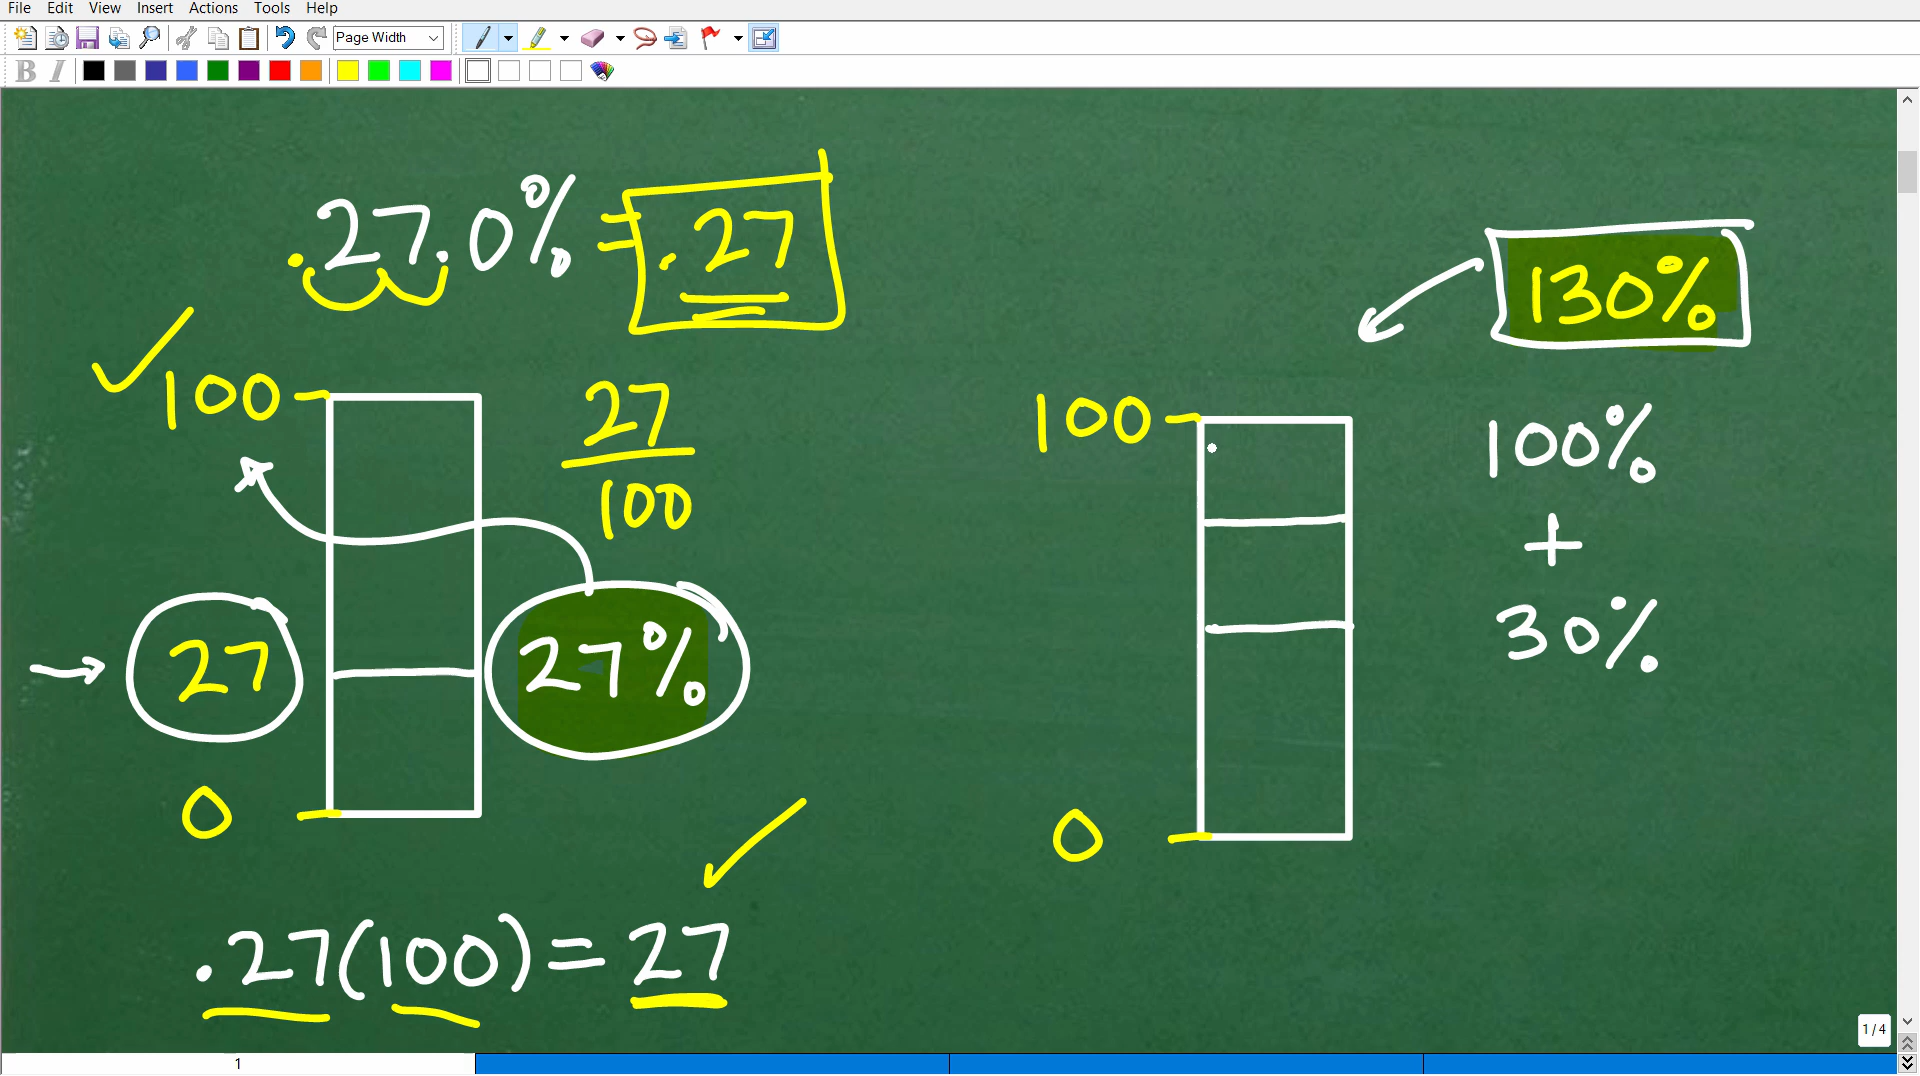 File Edit View Insert Actions Tools Help
Page Width
B I
.27.0% = .27
100
27
100
27
27%
0
.27(100) = 27
130%
100
100%
+
30%
0
1 / 4
1